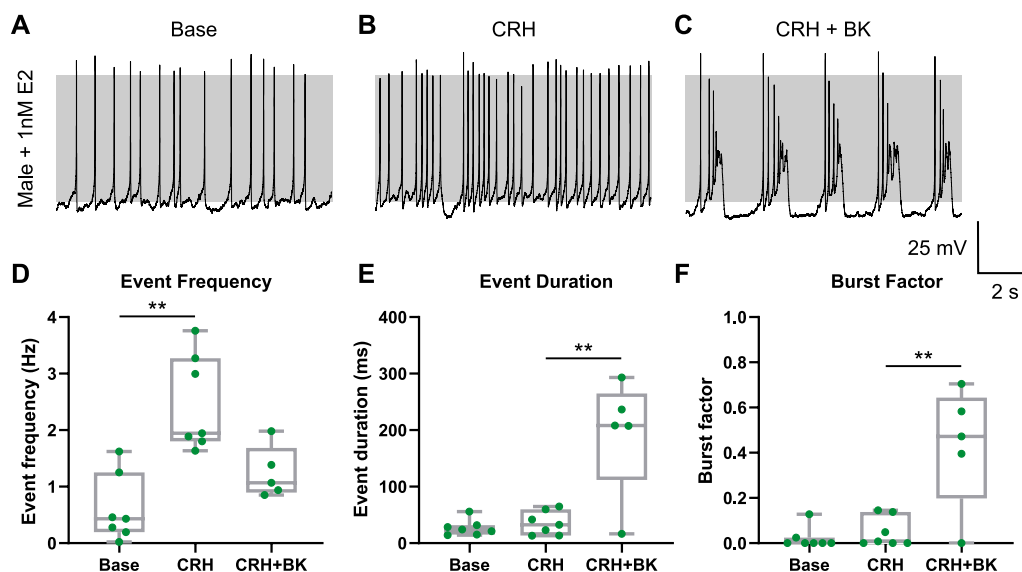 A Base B CRH C CRH + BK
Male + 1nM E2
25 mV
2 s
D Event Frequency E Event Duration F Burst Factor
Event frequency (Hz)
4
3
2
1
0
**
Base CRH CRH+BK
Event duration (ms)
400
300
200
100
0
**
Base CRH CRH+BK
Burst factor
1.0
0.8
0.6
0.4
0.2
0.0
**
Base CRH CRH+BK